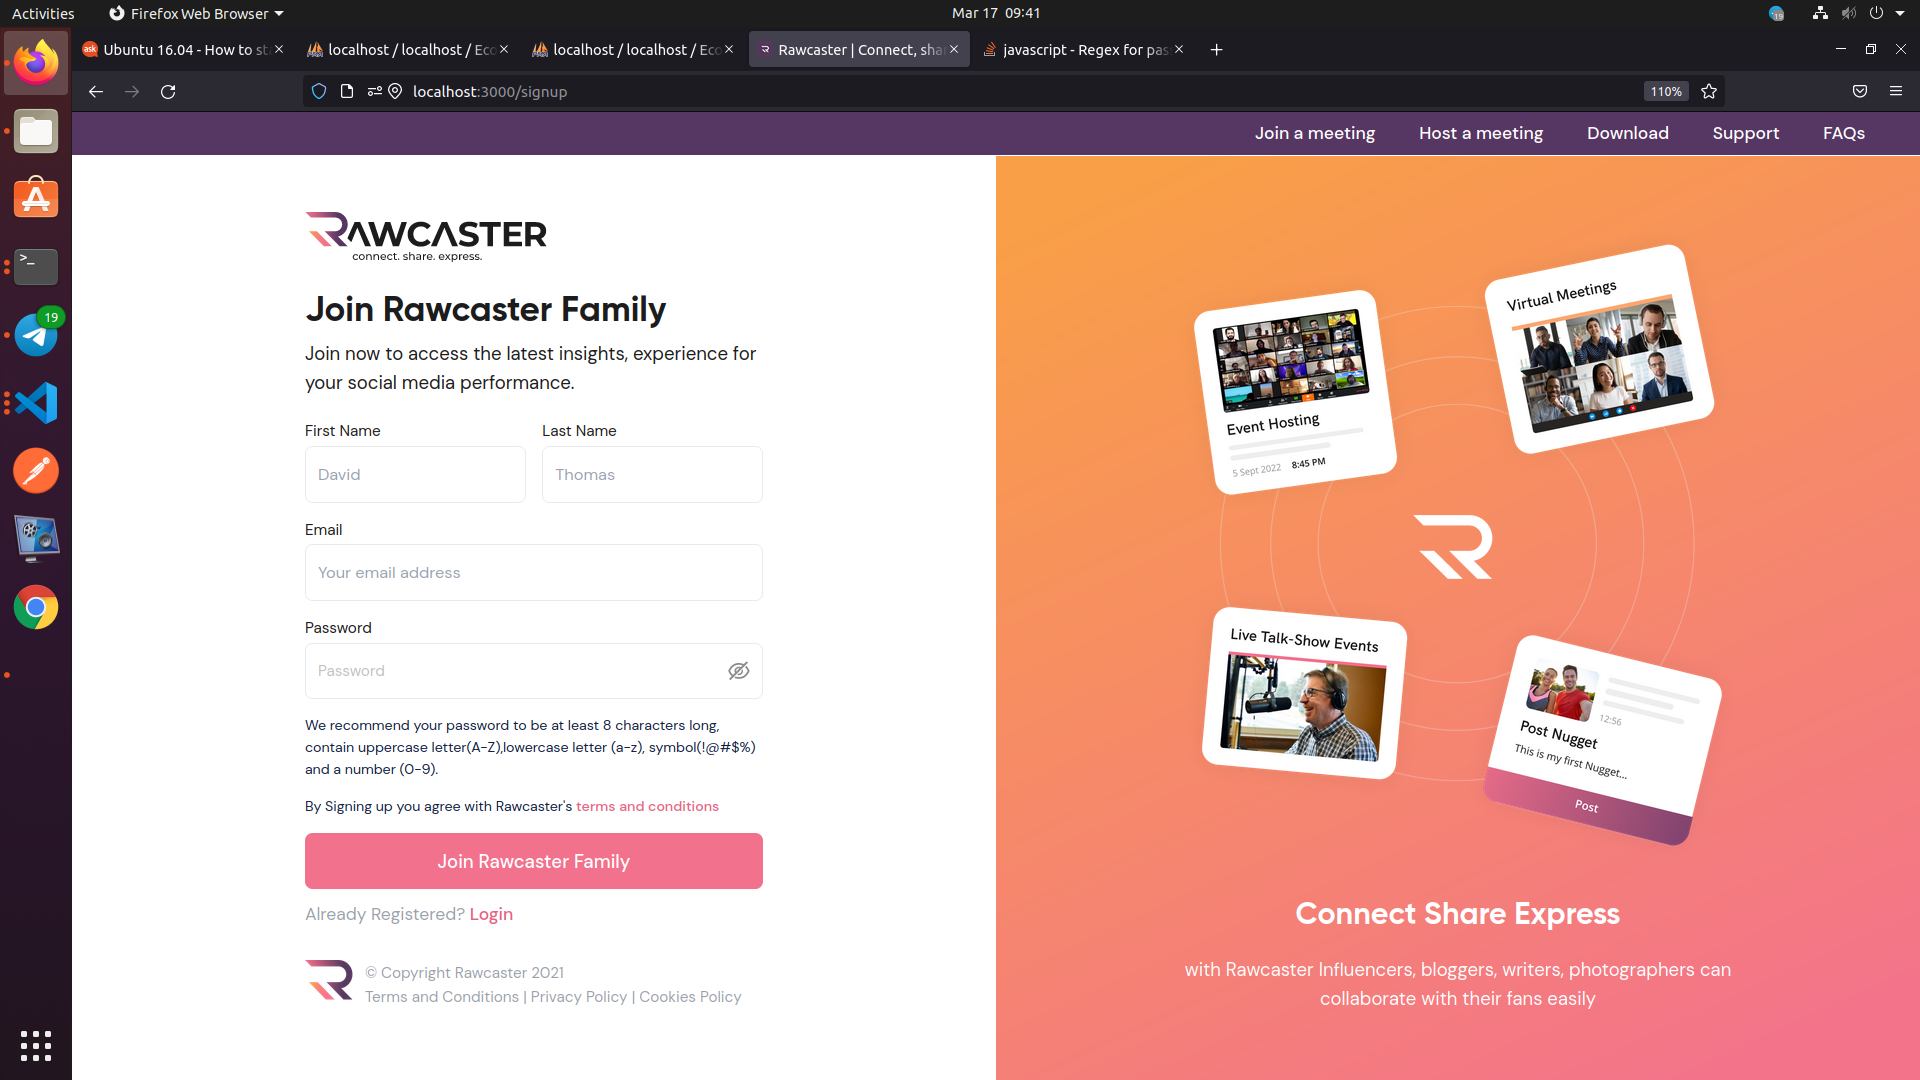 Activities
Firefox Web Browser
Mar 17 09:41
19
Ubuntu 16.04 - How to st
localhost / localhost / Eco
localhost / localhost / Eco
Rawcaster | Connect, sha
javascript - Regex for pas
localhost:3000/signup
110%
Join a meeting
Host a meeting
Download
Support
FAQs
19
RAWCASTER
connect. share. express.
Join Rawcaster Family
Join now to access the latest insights, experience for
your social media performance.
First Name
Last Name
David
Thomas
Email
Your email address
Password
Password
We recommend your password to be at least 8 characters long,
contain uppercase letter(A-Z),lowercase letter (a-z), symbol(!@#$%)
and a number (0-9).
By Signing up you agree with Rawcaster's terms and conditions
Join Rawcaster Family
Already Registered? Login
© Copyright Rawcaster 2021
Terms and Conditions | Privacy Policy | Cookies Policy
Event Hosting
5 Sept 2022 8:45 PM
Virtual Meetings
Live Talk-Show Events
12:56
Post Nugget
This is my first Nugget...
Post
Connect Share Express
with Rawcaster Influencers, bloggers, writers, photographers can
collaborate with their fans easily